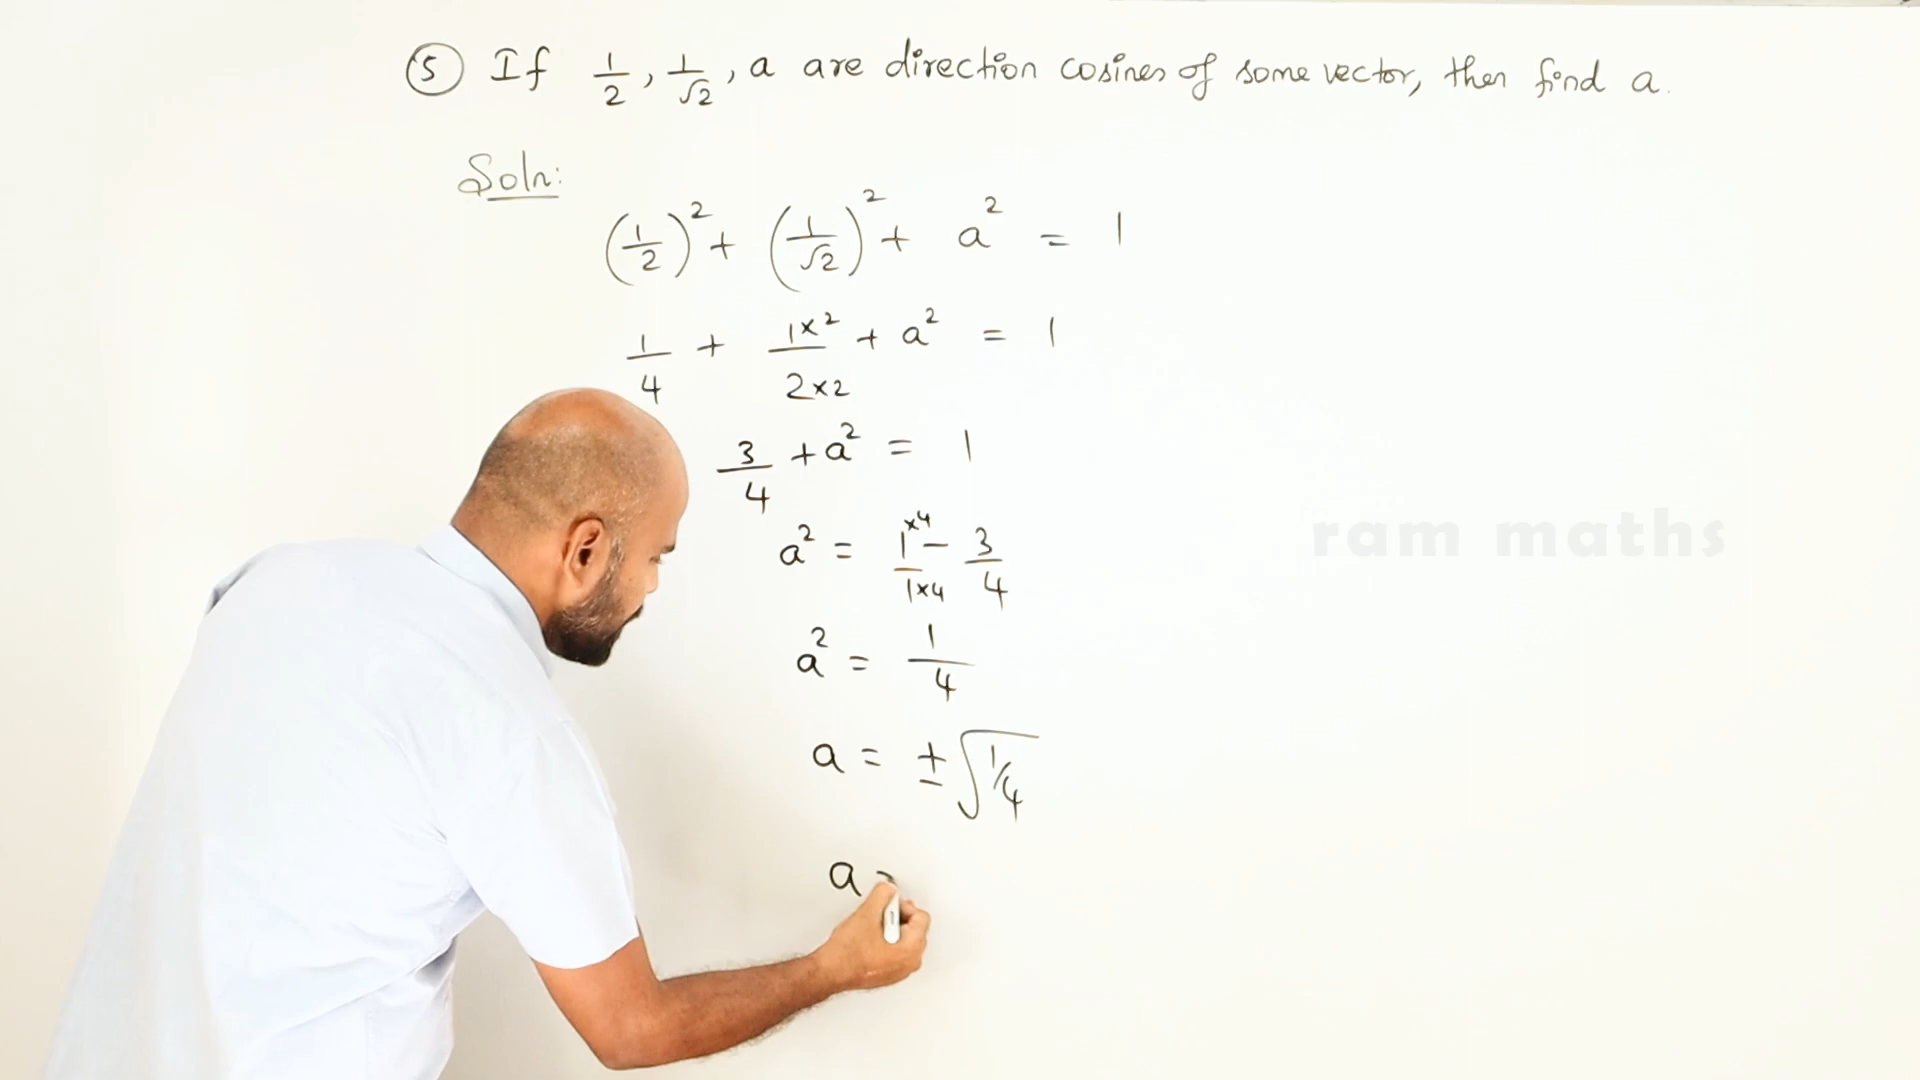 ⑤ If 1/2, 1/√2, a are direction cosines of some vector, then find a.
Soln:
(1/2)² + (1/√2)² + a² = 1
1/4 + 1×2/2×2 + a² = 1
3/4 + a² = 1
a² = 1×4/1×4 - 3/4
ram maths
a² = 1/4
a = ±√1/4
a =